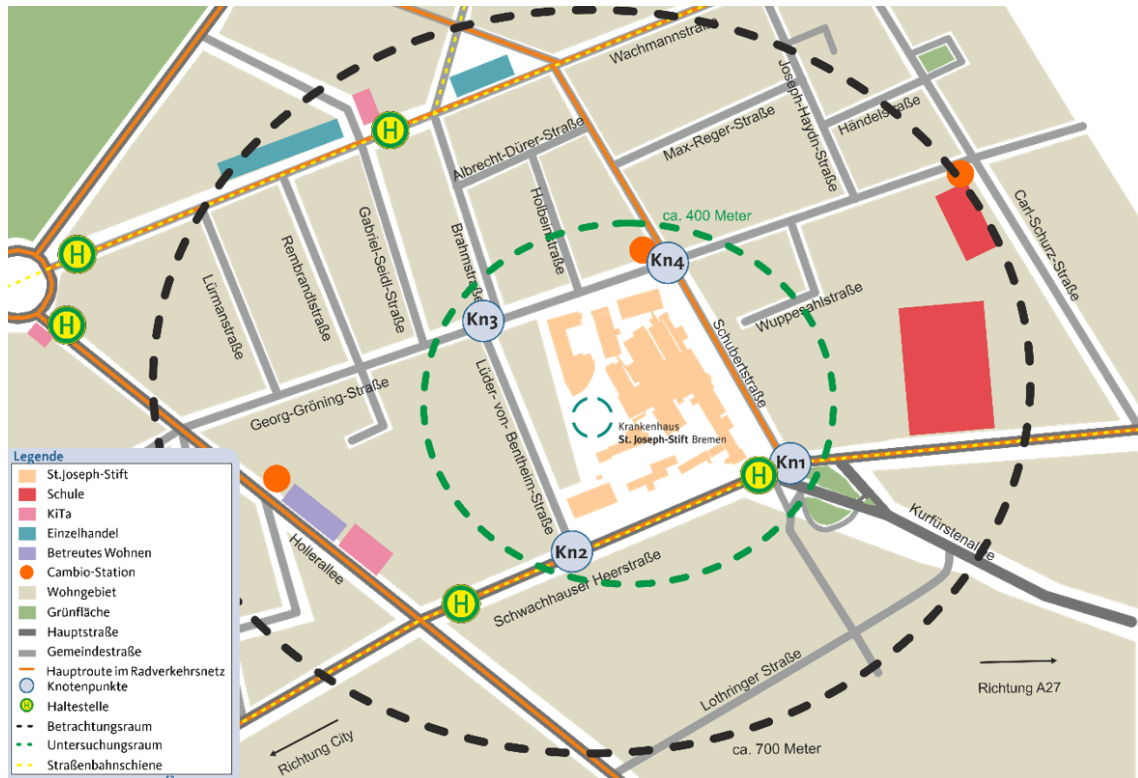 Wachmannstraße
Joseph-Haydn-Straße
Händelstraße
Max-Reger-Straße
Albrecht-Dürer-Straße
H
Holbeinstraße
Carl-Schurz-Straße
Gabriel-Seidl-Straße
Brahmstraße
ca. 400 Meter
Rembrandtstraße
Lürmanstraße
H
Kn4
Wuppesahlstraße
Kn3
H
Schubertstraße
Lüder- von- Bentheim-Straße
Georg-Gröning-Straße
Krankenhaus
St. Joseph-Stift Bremen
Kn1
H
Kurfürstenallee
Hollerallee
Kn2
Schwachhauser Heerstraße
H
Lothringer Straße
Richtung A27
Richtung City
ca. 700 Meter
Legende
St.Joseph-Stift
Schule
KiTa
Einzelhandel
Betreutes Wohnen
Cambio-Station
Wohngebiet
Grünfläche
Hauptstraße
Gemeindestraße
Hauptroute im Radverkehrsnetz
Knotenpunkte
H Haltestelle
Betrachtungsraum
Untersuchungsraum
Straßenbahnschiene